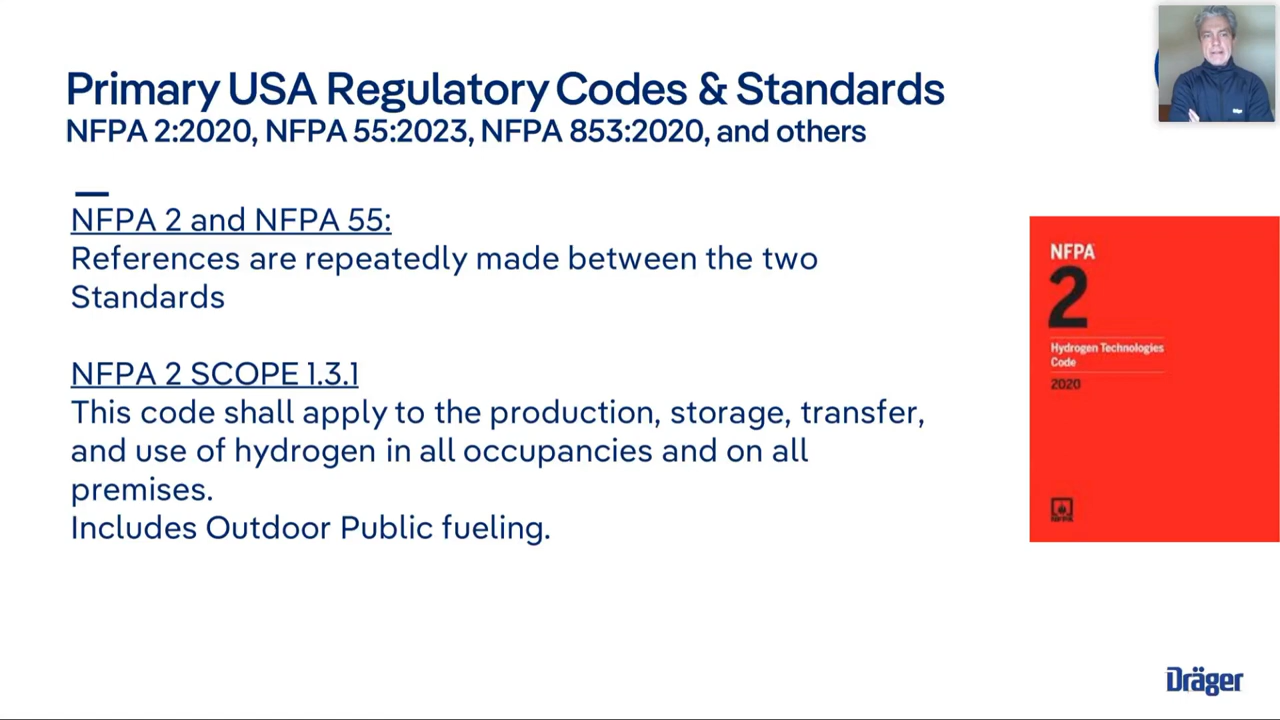 Primary USA Regulatory Codes & Standards
NFPA 2:2020, NFPA 55:2023, NFPA 853:2020, and others
NFPA 2 and NFPA 55:
References are repeatedly made between the two
Standards
NFPA 2 SCOPE 1.3.1
This code shall apply to the production, storage, transfer,
and use of hydrogen in all occupancies and on all
premises.
Includes Outdoor Public fueling.
NFPA
2
Hydrogen Technologies
Code
2020
NFPA
Dräger